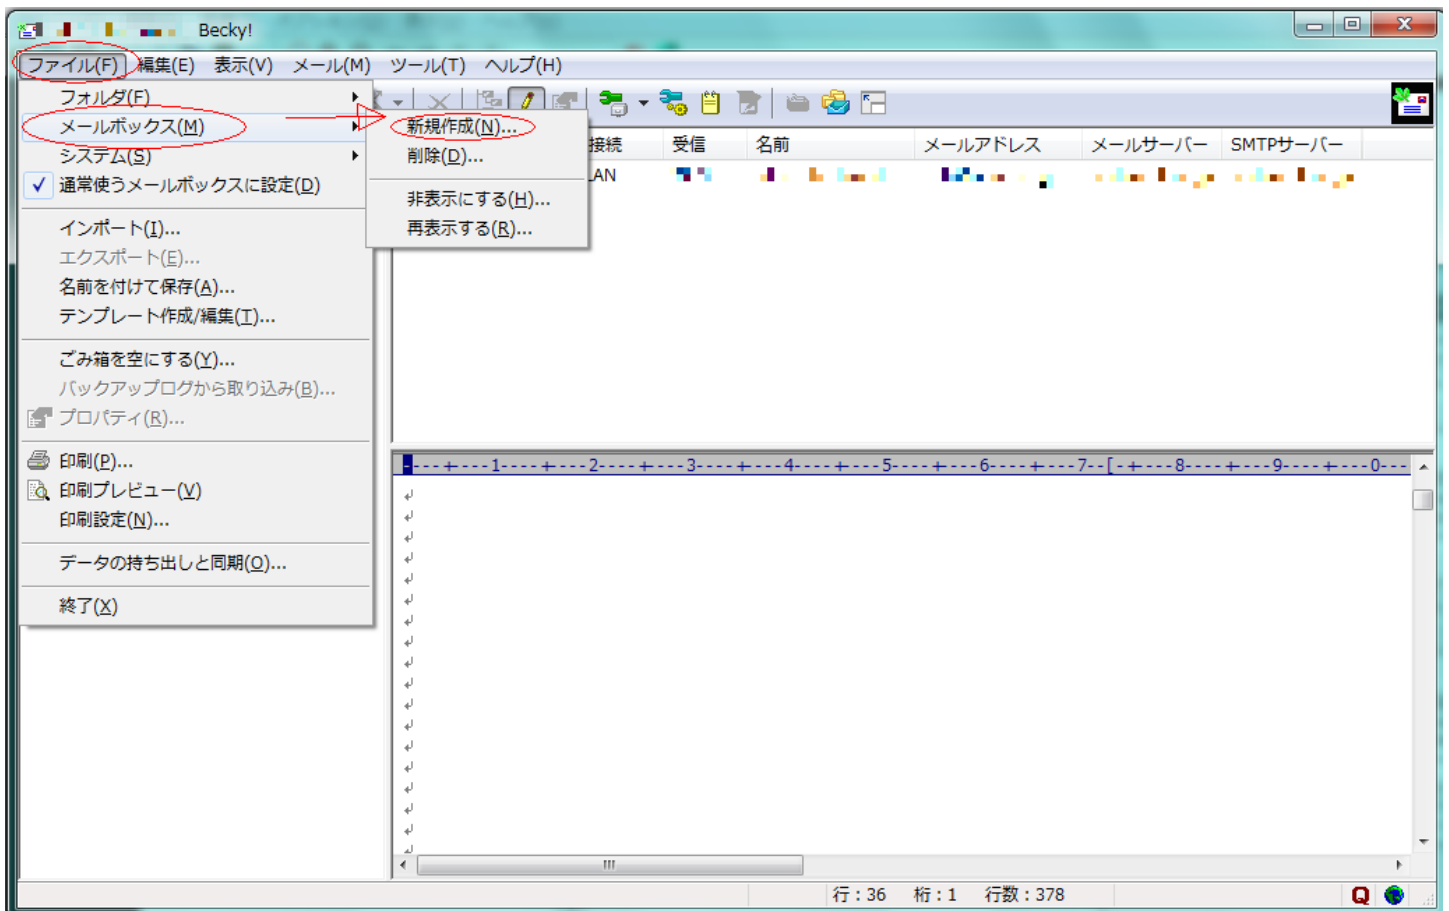 Becky!
ファイル(F) 編集(E) 表示(V) メール(M) ツール(T) ヘルプ(H)
フォルダ(F)
メールボックス(M)
システム(S)
通常使うメールボックスに設定(D)
インポート(I)...
エクスポート(E)...
名前を付けて保存(A)...
テンプレート作成/編集(T)...
ごみ箱を空にする(Y)...
バックアップログから取り込み(B)...
プロパティ(R)...
印刷(P)...
印刷プレビュー(V)
印刷設定(N)...
データの持ち出しと同期(O)...
終了(X)
新規作成(N)...
削除(D)...
非表示にする(H)...
再表示する(R)...
接続 受信 名前 メールアドレス メールサーバー SMTPサーバー
LAN
----+----1----+----2----+----3----+----4----+----5----+----6----+----7--[-+----8----+----9----+----0---
行：36 桁：1 行数：378
Q